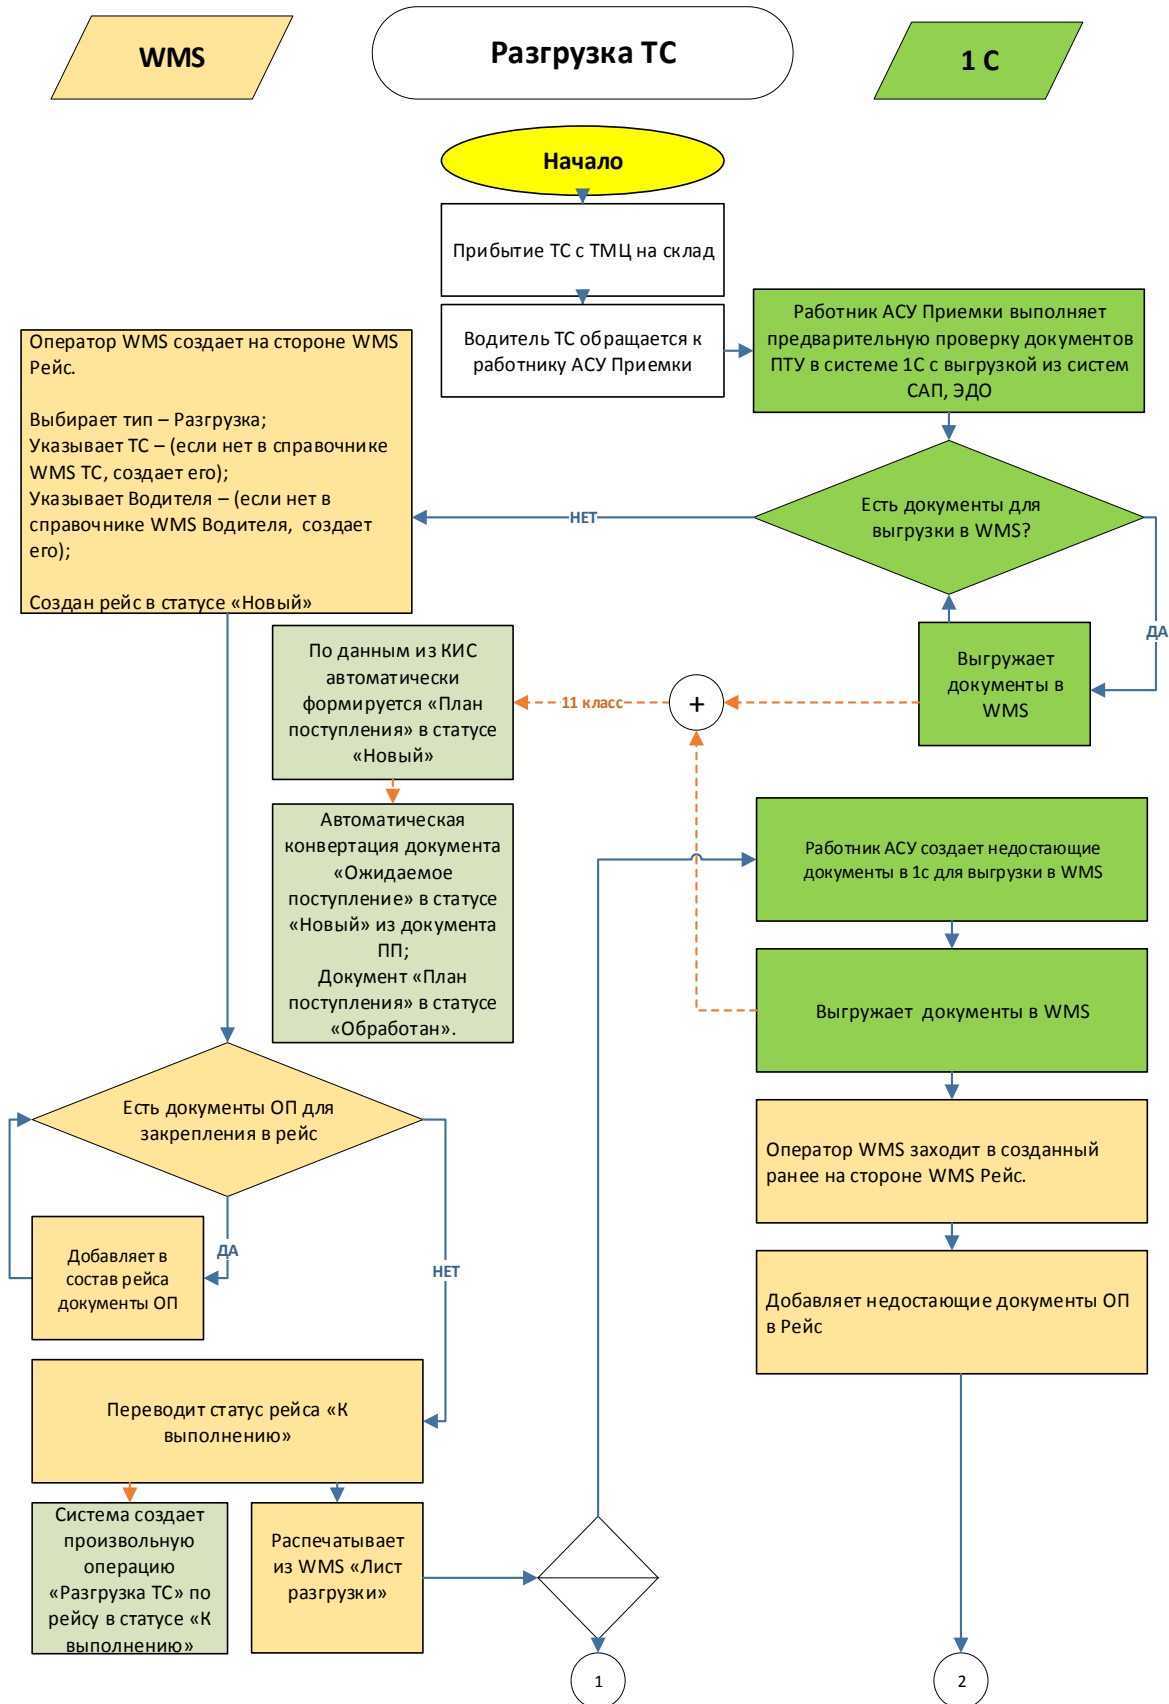 WMS
Разгрузка ТС
1 С
Начало
Прибытие ТС с ТМЦ на склад
Водитель ТС обращается к
работнику АСУ Приемки
Работник АСУ Приемки выполняет
предварительную проверку документов
ПТУ в системе 1С с выгрузкой из систем
САП, ЭДО
Оператор WMS создает на стороне WMS
Рейс.
Выбирает тип – Разгрузка;
Указывает ТС – (если нет в справочнике
WMS ТС, создает его);
Указывает Водителя – (если нет в
справочнике WMS Водителя, создает
его);
Создан рейс в статусе «Новый»
НЕТ
Есть документы для
выгрузки в WMS?
ДА
Выгружает
документы в
WMS
+
11 класс
По данным из КИС
автоматически
формируется «План
поступления» в статусе
«Новый»
Автоматическая
конвертация документа
«Ожидаемое
поступление» в статусе
«Новый» из документа
ПП;
Документ «План
поступления» в статусе
«Обработан».
Работник АСУ создает недостающие
документы в 1с для выгрузки в WMS
Выгружает документы в WMS
Есть документы ОП для
закрепления в рейс
Оператор WMS заходит в созданный
ранее на стороне WMS Рейс.
ДА
Добавляет в
состав рейса
документы ОП
НЕТ
Добавляет недостающие документы ОП
в Рейс
Переводит статус рейса «К
выполнению»
Система создает
произвольную
операцию
«Разгрузка ТС» по
рейсу в статусе «К
выполнению»
Распечатывает
из WMS «Лист
разгрузки»
1
2